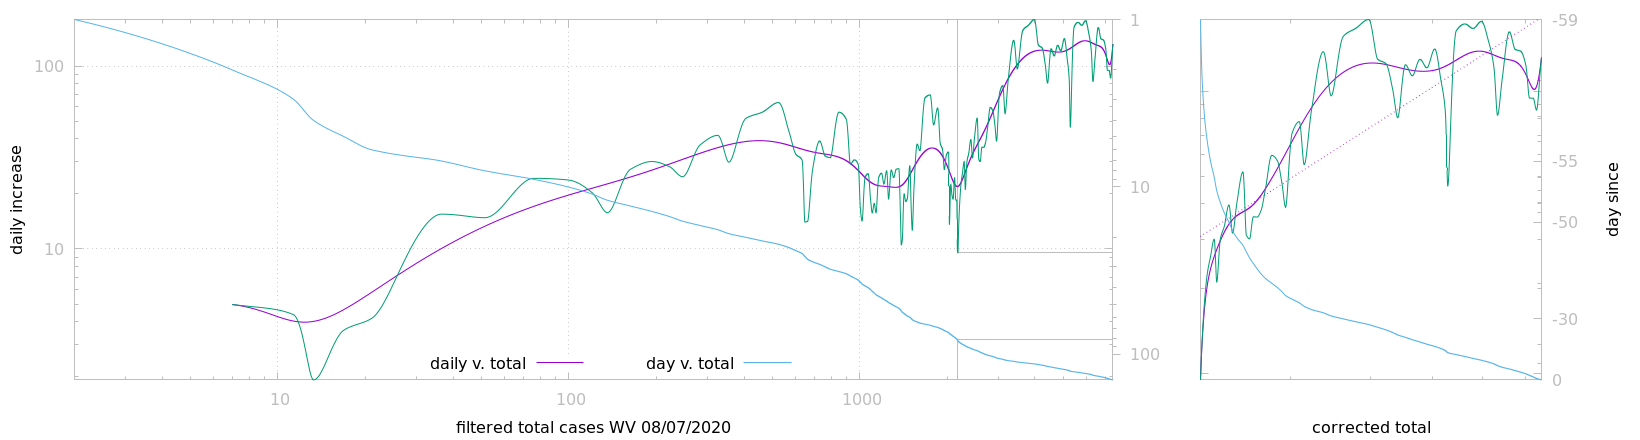 1
-59
100
daily increase
-55
10
day since
-50
10
-30
daily v. total
day v. total
100
0
10
100
1000
filtered total cases WV 08/07/2020
corrected total